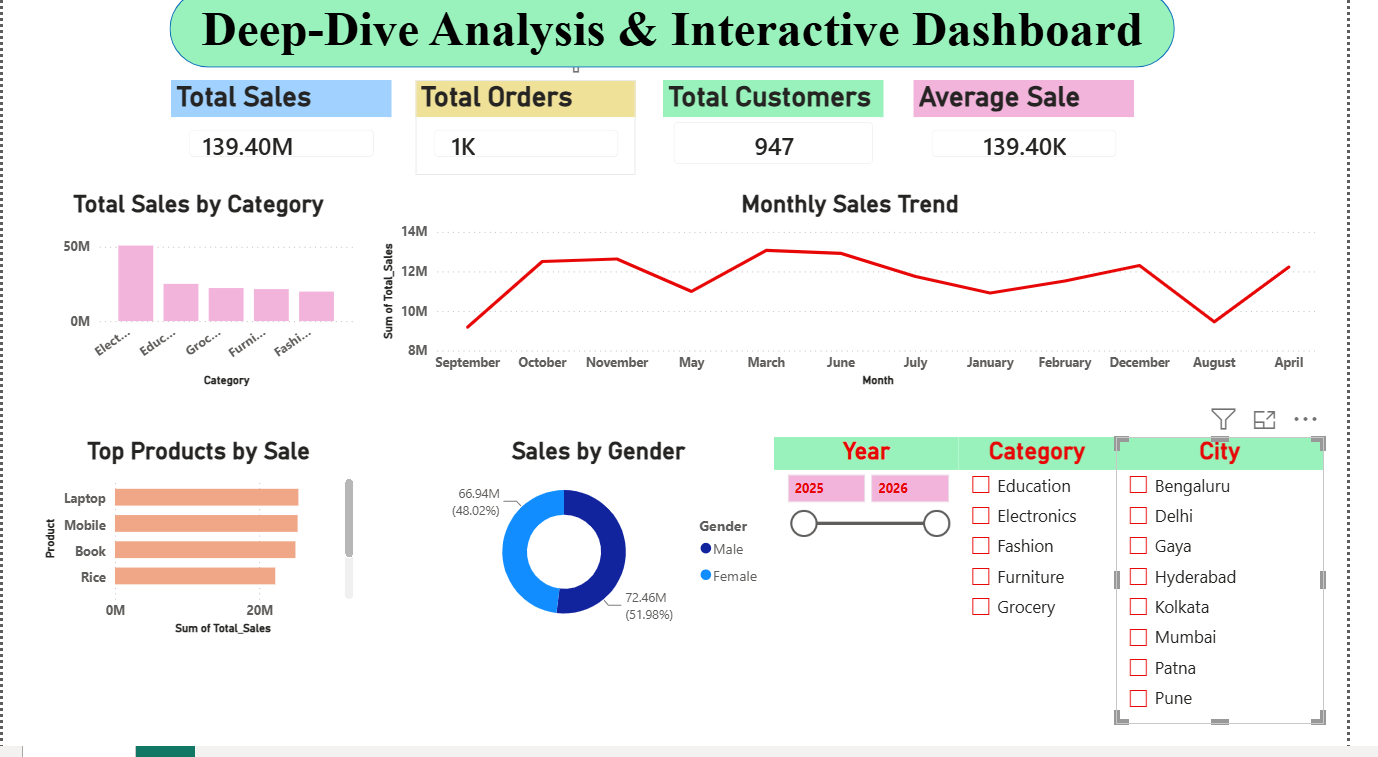 Deep-Dive Analysis & Interactive Dashboard
Total Sales
139.40M
Total Orders
1K
Total Customers
947
Average Sale
139.40K
Total Sales by Category
50M
0M
Elect...
Educ...
Groc...
Furni...
Fashi...
Category
Monthly Sales Trend
Sum of Total_Sales
14M
12M
10M
8M
September October November May March June July January February December August April
Month
Top Products by Sale
Product
Laptop
Mobile
Book
Rice
0M 20M
Sum of Total_Sales
Sales by Gender
66.94M
(48.02%)
72.46M
(51.98%)
Gender
Male
Female
Year
2025 2026
Category
Education
Electronics
Fashion
Furniture
Grocery
City
Bengaluru
Delhi
Gaya
Hyderabad
Kolkata
Mumbai
Patna
Pune